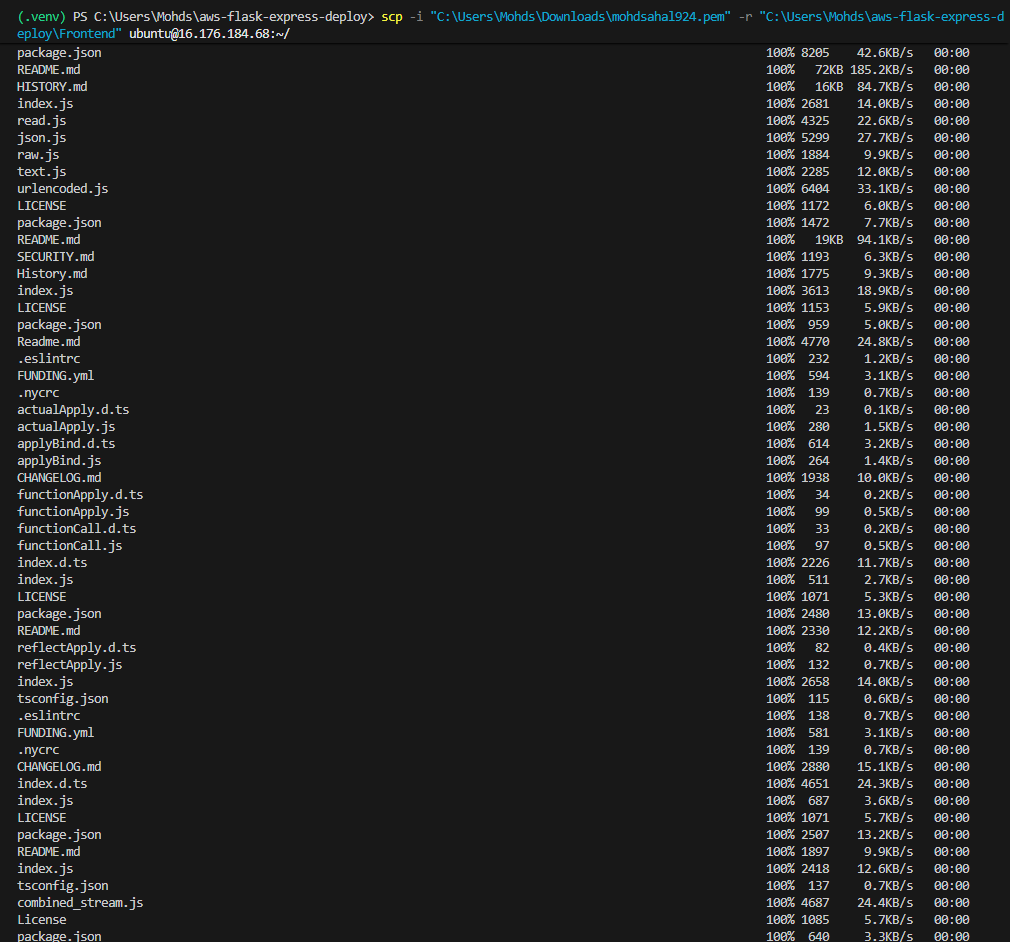 (.venv) PS C:\Users\Mohds\aws-flask-express-deploy> scp -i "C:\Users\Mohds\Downloads\mohdsahal924.pem" -r "C:\Users\Mohds\aws-flask-express-d
eploy\Frontend" ubuntu@16.176.184.68:~/
package.json 100% 8205 42.6KB/s 00:00
README.md 100% 72KB 185.2KB/s 00:00
HISTORY.md 100% 16KB 84.7KB/s 00:00
index.js 100% 2681 14.0KB/s 00:00
read.js 100% 4325 22.6KB/s 00:00
json.js 100% 5299 27.7KB/s 00:00
raw.js 100% 1884 9.9KB/s 00:00
text.js 100% 2285 12.0KB/s 00:00
urlencoded.js 100% 6404 33.1KB/s 00:00
LICENSE 100% 1172 6.0KB/s 00:00
package.json 100% 1472 7.7KB/s 00:00
README.md 100% 19KB 94.1KB/s 00:00
SECURITY.md 100% 1193 6.3KB/s 00:00
History.md 100% 1775 9.3KB/s 00:00
index.js 100% 3613 18.9KB/s 00:00
LICENSE 100% 1153 5.9KB/s 00:00
package.json 100% 959 5.0KB/s 00:00
Readme.md 100% 4770 24.8KB/s 00:00
.eslintrc 100% 232 1.2KB/s 00:00
FUNDING.yml 100% 594 3.1KB/s 00:00
.nycrc 100% 139 0.7KB/s 00:00
actualApply.d.ts 100% 23 0.1KB/s 00:00
actualApply.js 100% 280 1.5KB/s 00:00
applyBind.d.ts 100% 614 3.2KB/s 00:00
applyBind.js 100% 264 1.4KB/s 00:00
CHANGELOG.md 100% 1938 10.0KB/s 00:00
functionApply.d.ts 100% 34 0.2KB/s 00:00
functionApply.js 100% 99 0.5KB/s 00:00
functionCall.d.ts 100% 33 0.2KB/s 00:00
functionCall.js 100% 97 0.5KB/s 00:00
index.d.ts 100% 2226 11.7KB/s 00:00
index.js 100% 511 2.7KB/s 00:00
LICENSE 100% 1071 5.3KB/s 00:00
package.json 100% 2480 13.0KB/s 00:00
README.md 100% 2330 12.2KB/s 00:00
reflectApply.d.ts 100% 82 0.4KB/s 00:00
reflectApply.js 100% 132 0.7KB/s 00:00
index.js 100% 2658 14.0KB/s 00:00
tsconfig.json 100% 115 0.6KB/s 00:00
.eslintrc 100% 138 0.7KB/s 00:00
FUNDING.yml 100% 581 3.1KB/s 00:00
.nycrc 100% 139 0.7KB/s 00:00
CHANGELOG.md 100% 2880 15.1KB/s 00:00
index.d.ts 100% 4651 24.3KB/s 00:00
index.js 100% 687 3.6KB/s 00:00
LICENSE 100% 1071 5.7KB/s 00:00
package.json 100% 2507 13.2KB/s 00:00
README.md 100% 1897 9.9KB/s 00:00
index.js 100% 2418 12.6KB/s 00:00
tsconfig.json 100% 137 0.7KB/s 00:00
combined_stream.js 100% 4687 24.4KB/s 00:00
License 100% 1085 5.7KB/s 00:00
package.json 100% 640 3.3KB/s 00:00